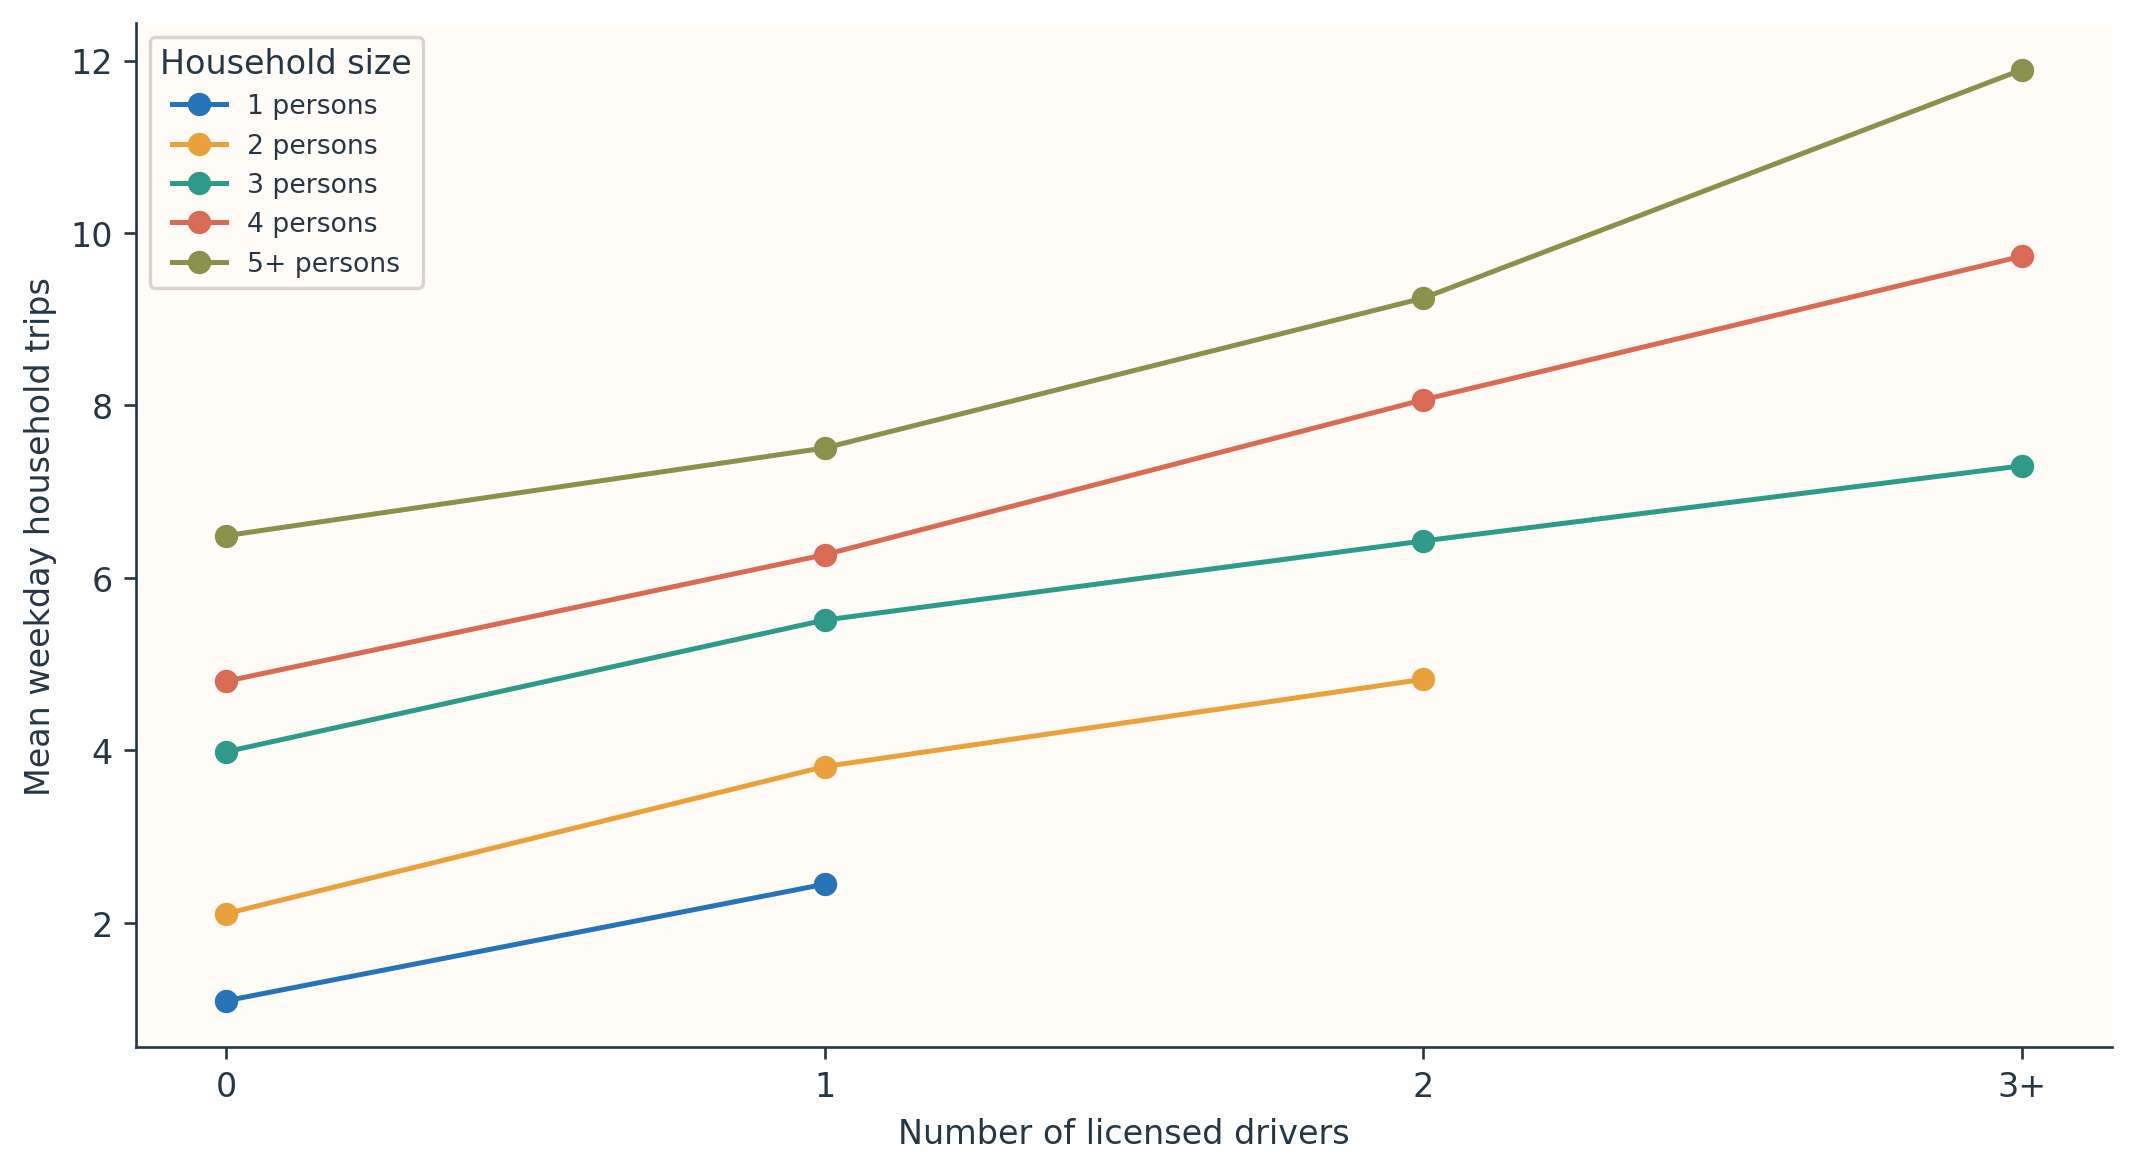 Household size
1 persons
2 persons
3 persons
4 persons
5+ persons
Mean weekday household trips
12
10
8
6
4
2
0
1
2
3+
Number of licensed drivers